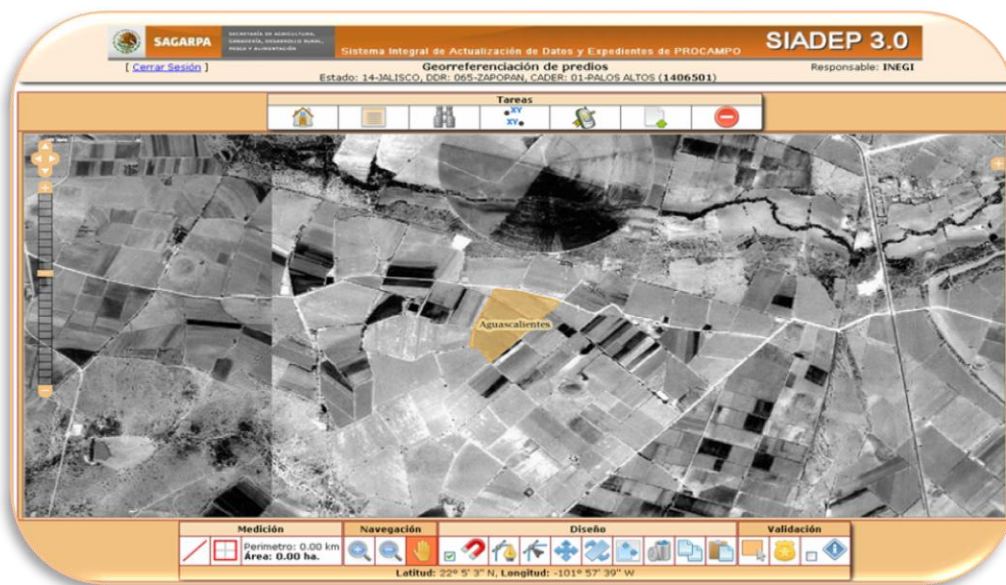 SAGARPA
SECRETARÍA DE AGRICULTURA,
GANADERÍA, DESARROLLO RURAL,
PESCA Y ALIMENTACIÓN
Sistema Integral de Actualización de Datos y Expedientes de PROCAMPO
SIADEP 3.0
[ Cerrar Sesión ]
Georreferenciación de predios
Responsable: INEGI
Estado: 14-JALISCO, DDR: 065-ZAPOPAN, CADER: 01-PALOS ALTOS (1406501)
Tareas
XY
XY
Aguascalientes
Medición
Navegación
Diseño
Validación
Perímetro: 0.00 km
Área: 0.00 ha.
Latitud: 22º 5' 3" N, Longitud: -101º 57' 39" W